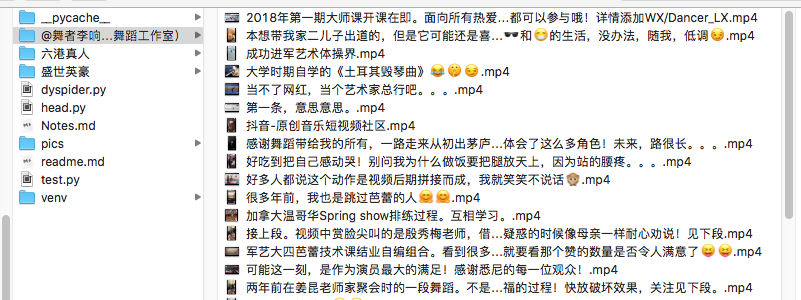 __pycache__
@舞者李响...舞蹈工作室）
六港真人
盛世英豪
dyspider.py
head.py
Notes.md
pics
readme.md
test.py
venv
2018年第一期大师课开课在即。面向所有热爱...都可以参与哦！详情添加WX/Dancer_LX.mp4
本想带我家二儿子出道的，但是它可能还是喜...🕶和😷的生活，没办法，随我，低调😏.mp4
成功进军艺术体操界.mp4
大学时期自学的《土耳其毁琴曲》😂🤫😏.mp4
当不了网红，当个艺术家总行吧。。。.mp4
第一条，意思意思。.mp4
抖音-原创音乐短视频社区.mp4
感谢舞蹈带给我的所有，一路走来从初出茅庐...体会了这么多角色！未来，路很长。。。.mp4
好吃到把自己感动哭！别问我为什么做饭要把腿放天上，因为站的腰疼。。。.mp4
好多人都说这个动作是视频后期拼接而成，我就笑笑不说话🙊.mp4
很多年前，我也是跳过芭蕾的人🤗🤗.mp4
加拿大温哥华Spring show排练过程。互相学习。.mp4
接上段。视频中赏脸尖叫的是殷秀梅老师，借...疑惑的时候像母亲一样耐心劝说！见下段.mp4
军艺大四芭蕾技术课结业自编组合。看到很多...就要看那个赞的数量是否令人满意了😝😝.mp4
可能这一刻，是作为演员最大的满足！感谢悉尼的每一位观众！.mp4
两年前在姜昆老师家聚会时的一段舞蹈。不是...福的过程！快放破坏效果，关注见下段。.mp4